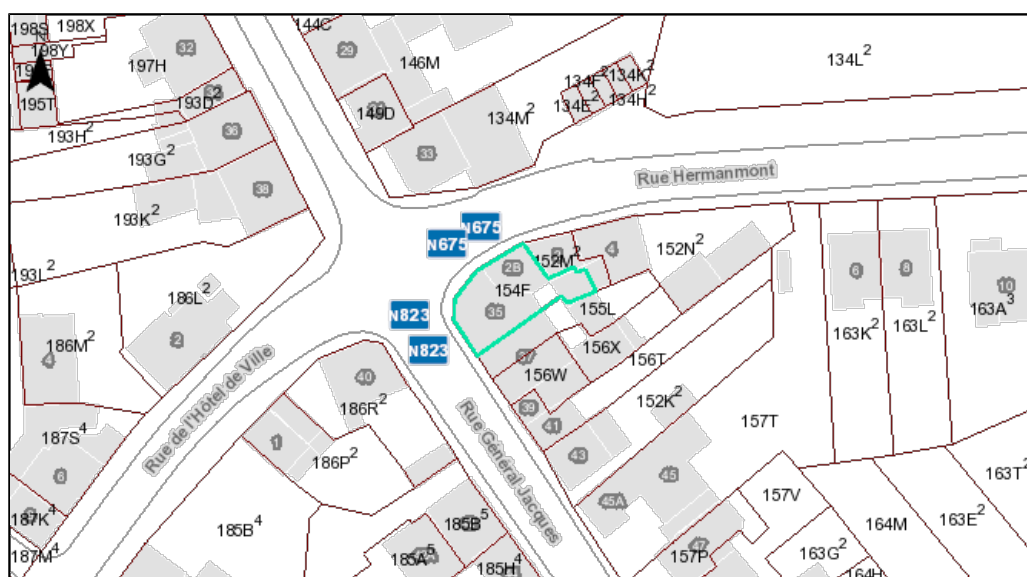 198S
198X
144C
198Y
32
29
146M
197H
134L²
134F²
134K²
195T
193D²
149D
134E²
134H²
134M²
193H²
36
33
193G²
Rue Hermanmont
38
193K²
N675
N675
4
152N²
152M²
193L²
2B
154F
8
10
163A³
186L²
35
155L
N823
163K²
163L²
2
186M²
4
N823
156X
37
156T
156W
Rue de l'Hôtel de Ville
40
186R²
152K²
39
157T
187S⁴
1
41
Rue Général Jacques
186P²
43
6
45
163T²
45A
157V
187K⁴
163E²
164M
185B⁴
185B⁵
47
163G²
187M⁴
185A⁵
157P
185H⁴
164H